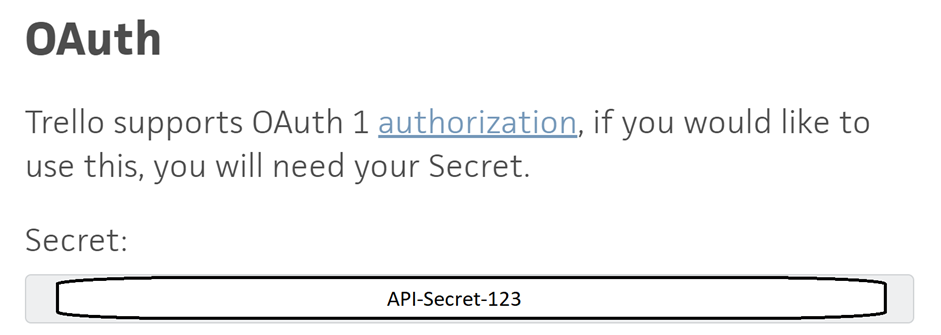 OAuth
Trello supports OAuth 1 authorization, if you would like to
use this, you will need your Secret.
Secret:
API-Secret-123